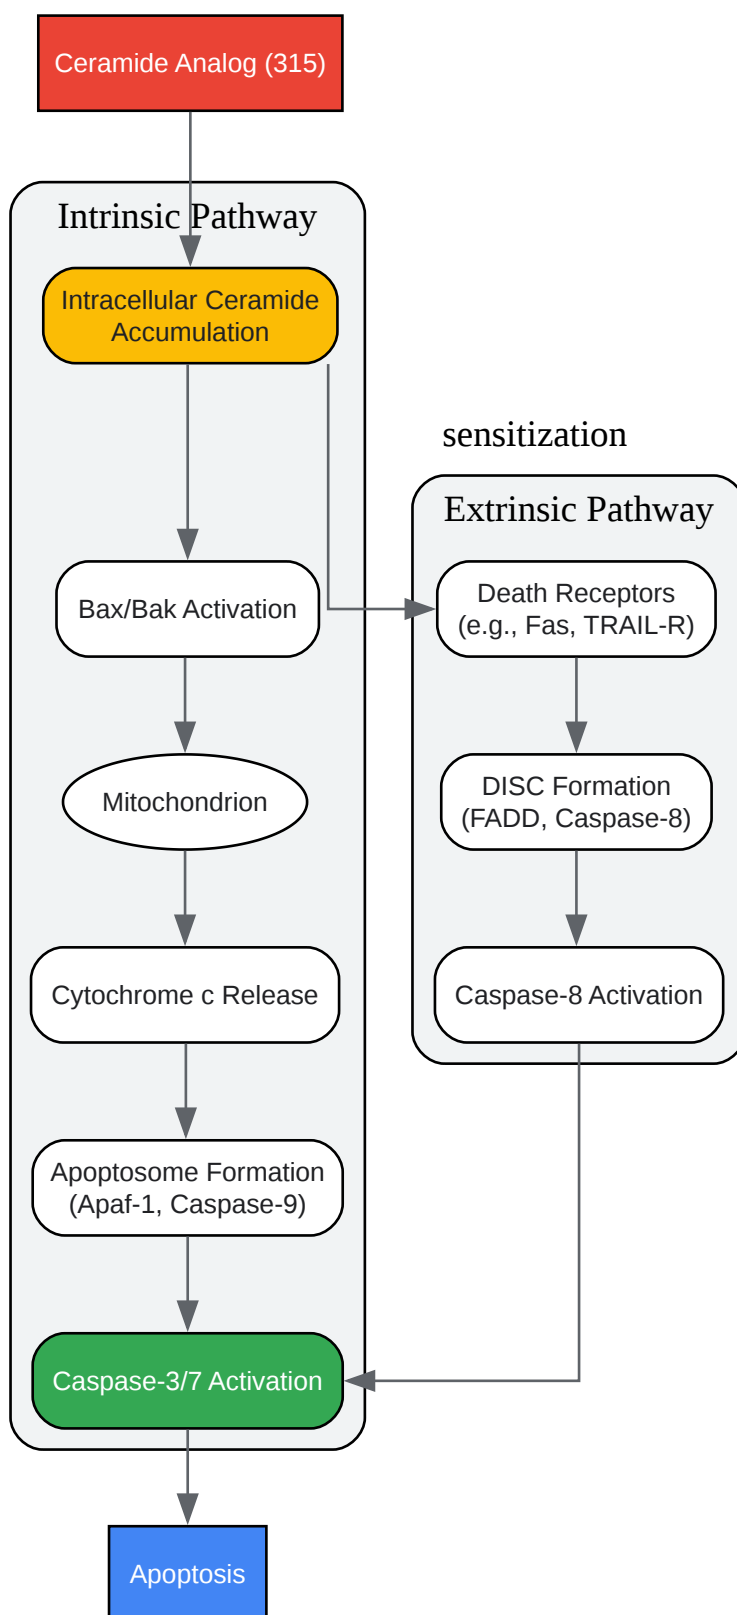 Ceramide Analog (315)
Intrinsic Pathway
Intracellular Ceramide
Accumulation
Bax/Bak Activation
Mitochondrion
Cytochrome c Release
Apoptosome Formation
(Apaf-1, Caspase-9)
Caspase-3/7 Activation
Apoptosis
sensitization
Extrinsic Pathway
Death Receptors
(e.g., Fas, TRAIL-R)
DISC Formation
(FADD, Caspase-8)
Caspase-8 Activation